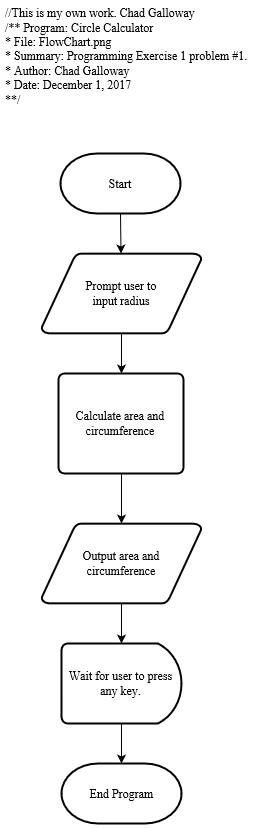 //This is my own work. Chad Galloway
/** Program: Circle Calculator
* File: FlowChart.png
* Summary: Programming Exercise 1 problem #1.
* Author: Chad Galloway
* Date: December 1, 2017
**/
Start
Prompt user to
input radius
Calculate area and
circumference
Output area and
circumference
Wait for user to press
any key.
End Program